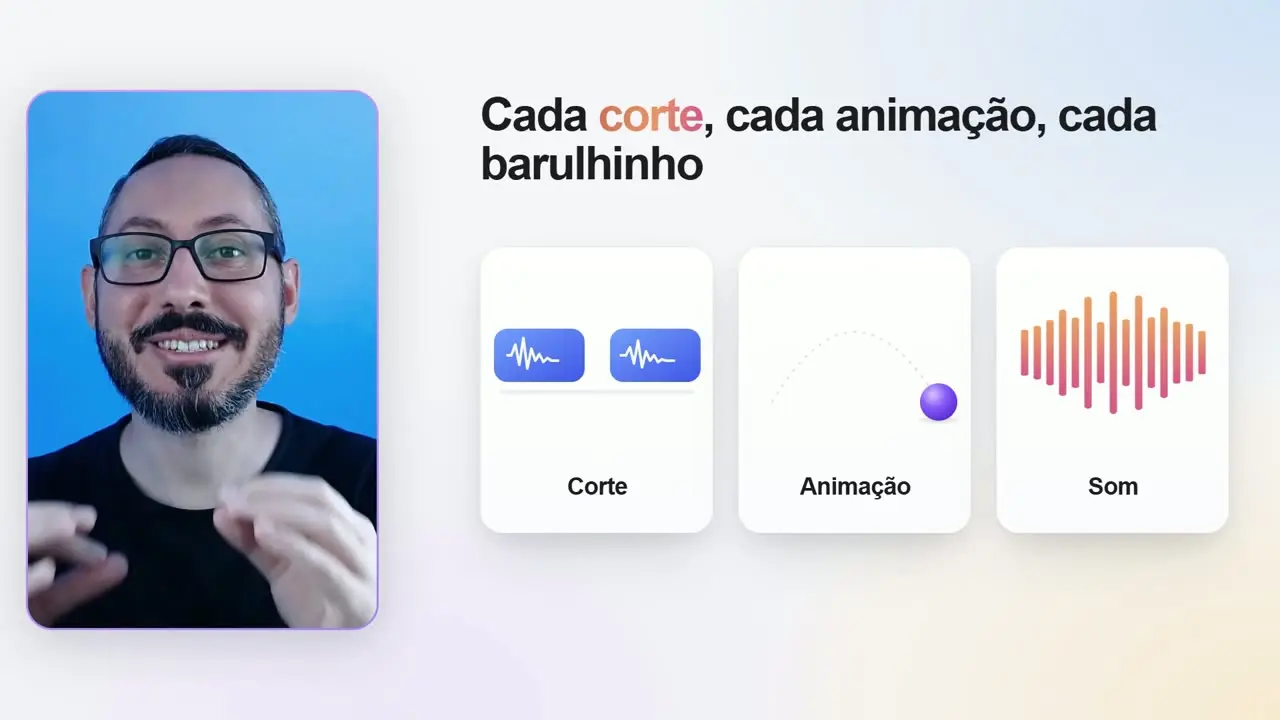 Cada corte, cada animação, cada
barulhinho
Corte
Animação
Som